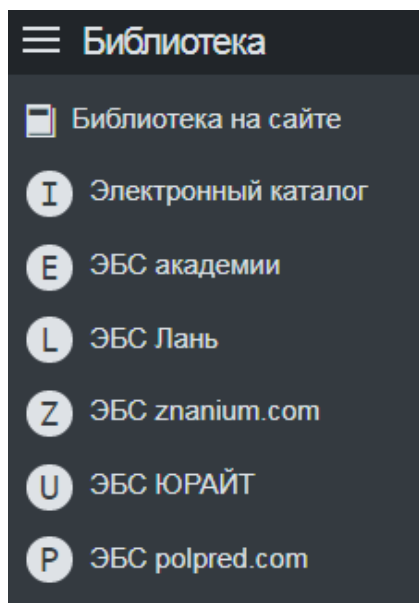 Библиотека
Библиотека на сайте
I Электронный каталог
E ЭБС академии
L ЭБС Лань
Z ЭБС znanium.com
U ЭБС ЮРАЙТ
P ЭБС polpred.com